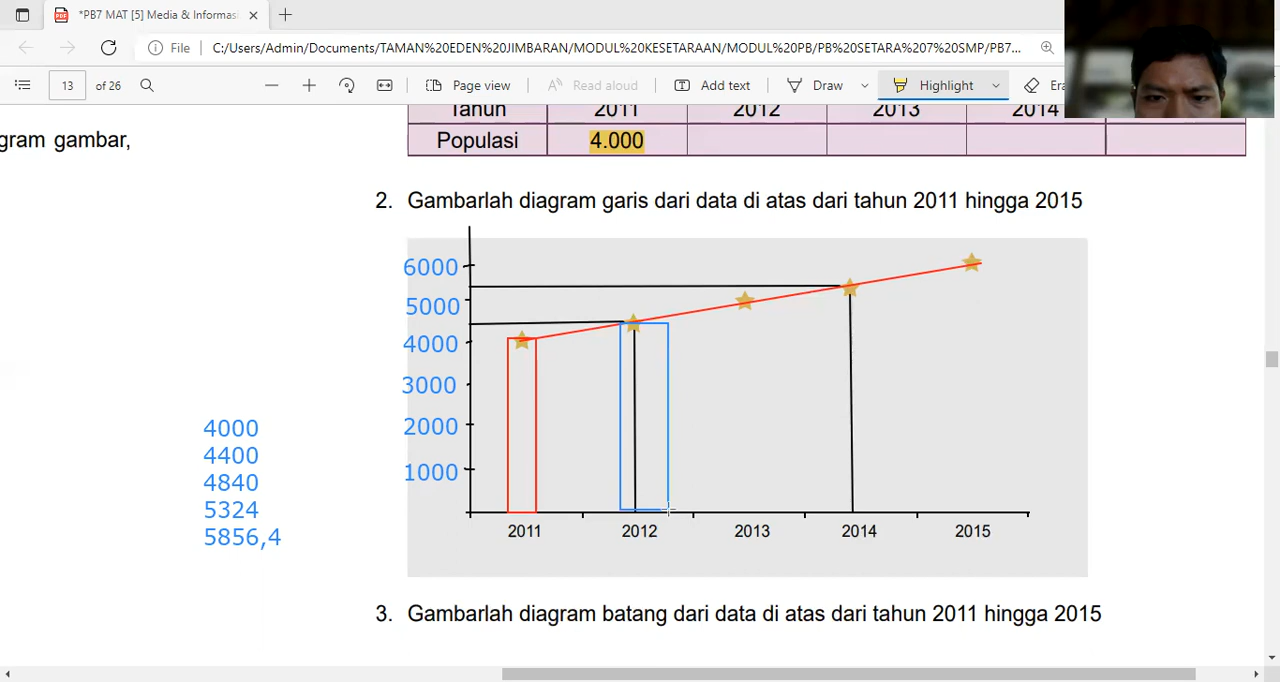 *PB7 MAT [5] Media & Informasi
File C:/Users/Admin/Documents/TAMAN%20EDEN%20JIMBARAN/MODUL%20KESETARAAN/MODUL%20PB/PB%20SETARA%207%20SMP/PB7...
13 of 26 Page view Read aloud Add text Draw Highlight Era
Tahun 2011 2012 2013 2014
gram gambar,
Populasi 4.000
2. Gambarlah diagram garis dari data di atas dari tahun 2011 hingga 2015
6000
5000
4000
3000
2000
1000
2011 2012 2013 2014 2015
4000
4400
4840
5324
5856,4
3. Gambarlah diagram batang dari data di atas dari tahun 2011 hingga 2015